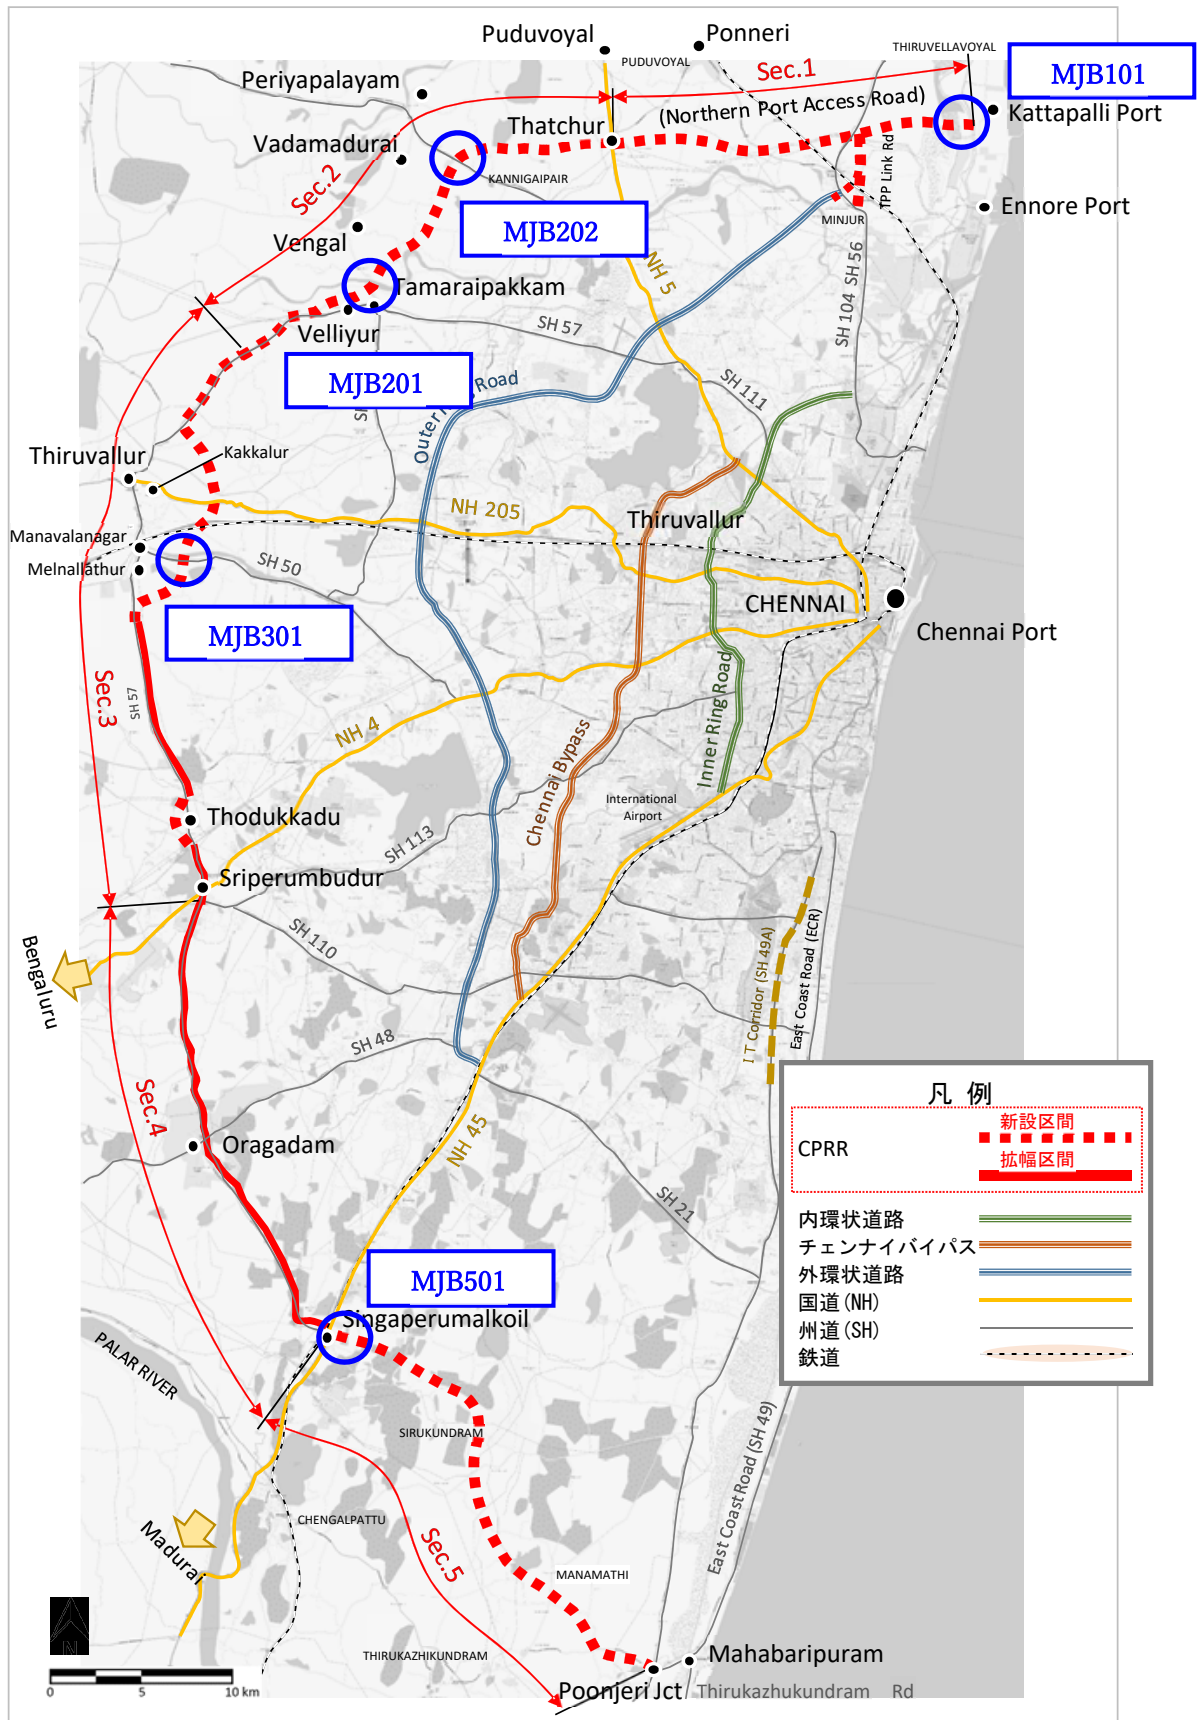 Puduvoyal
Ponneri
PUDUVOYAL
THIRUVELLAVOYAL
MJB101
Sec.1
Periyapalayam
(Northern Port Access Road)
Kattapalli Port
Thatchur
Vadamadurai
KANNIGAIPAIR
TPP Link Rd
Sec.2
Ennore Port
MINJUR
MJB202
Vengal
NH 5
SH 104 SH 56
Tamaraipakkam
Velliyur
SH 57
MJB201
SH 111
Outer
Road
Thiruvallur
Kakkalur
NH 205
Thiruvallur
Manavalanagar
Melnallathur
SH 50
CHENNAI
Chennai Port
MJB301
Sec.3
SH 57
Inner Ring Road
NH 4
Chennai Bypass
International
Airport
Thodukkadu
SH 113
Sriperumbudur
SH 110
Bengaluru
I T Corridor (SH 49A)
East Coast Road (ECR)
SH 48
Sec.4
Oragadam
NH 45
SH 21
凡 例
新設区間
CPRR
拡幅区間
内環状道路
チェンナイバイパス
外環状道路
国道(NH)
州道(SH)
鉄道
MJB501
Singaperumalkoil
PALAR RIVER
SIRUKUNDRAM
East Coast Road (SH 49)
CHENGALPATTU
Madurai
Sec.5
MANAMATHI
N
THIRUKAZHIKUNDRAM
Mahabaripuram
0 5 10 km
Poonjeri Jct
Thirukazhukundram Rd